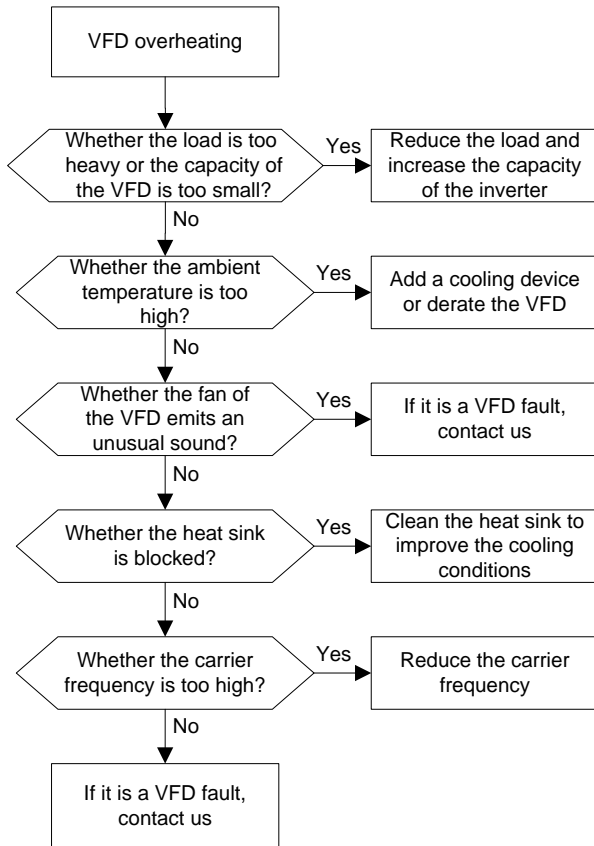 VFD overheating
Whether the load is too
heavy or the capacity of
the VFD is too small?
Yes
Reduce the load and
increase the capacity
of the inverter
No
Whether the ambient
temperature is too
high?
Yes
Add a cooling device
or derate the VFD
No
Whether the fan of
the VFD emits an
unusual sound?
Yes
If it is a VFD fault,
contact us
No
Whether the heat sink
is blocked?
Yes
Clean the heat sink to
improve the cooling
conditions
No
Whether the carrier
frequency is too high?
Yes
Reduce the carrier
frequency
No
If it is a VFD fault,
contact us